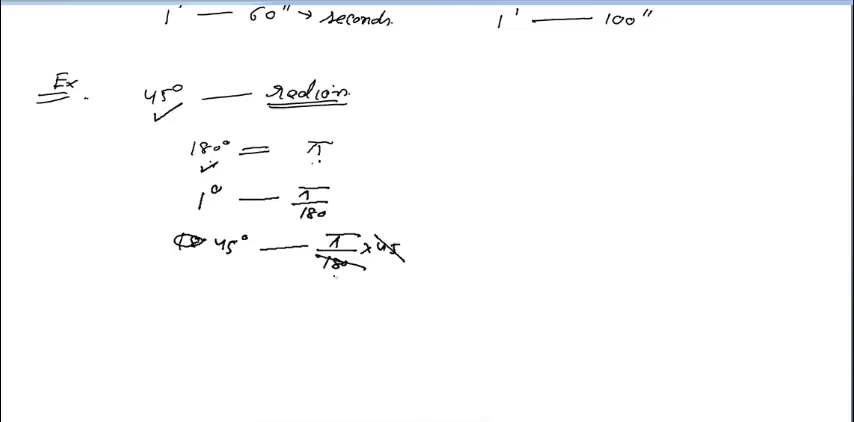 1' — 60" → seconds.
1' — 100"
Ex. 45° — radian
180° = π
1° — π/180
45° — π/180 × 45